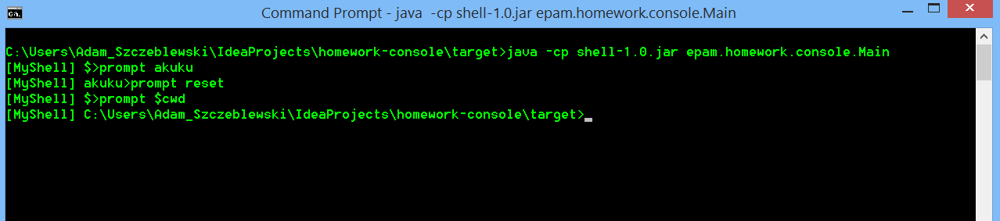 Command Prompt - java  -cp shell-1.0.jar epam.homework.console.Main
C:\Users\Adam_Szczeblewski\IdeaProjects\homework-console\target>java -cp shell-1.0.jar epam.homework.console.Main
[MyShell] $>prompt akuku
[MyShell] akuku>prompt reset
[MyShell] $>prompt $cwd
[MyShell] C:\Users\Adam_Szczeblewski\IdeaProjects\homework-console\target>